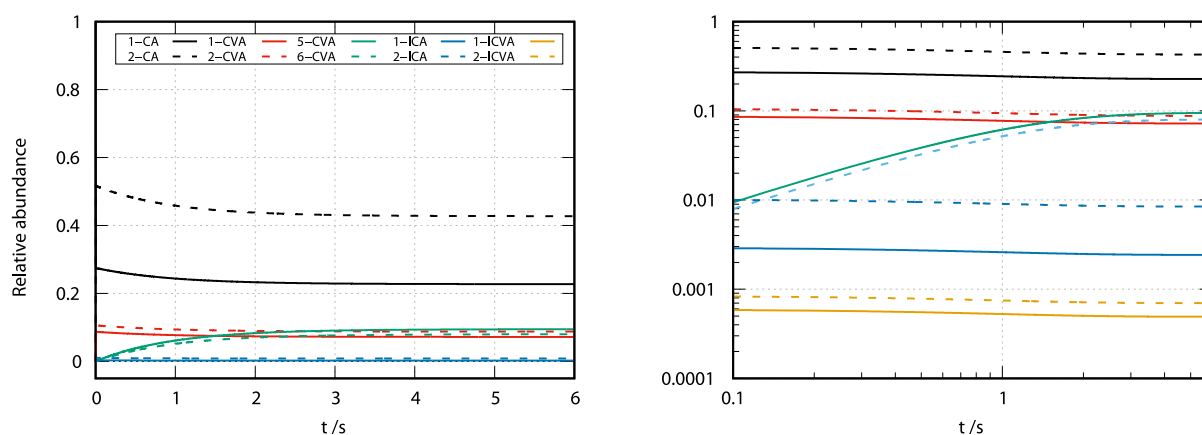 1
0.8
0.6
0.4
0.2
0
Relative abundance
1−CA 1−CVA 5−CVA 1−ICA 1−ICVA
2−CA 2−CVA 6−CVA 2−ICA 2−ICVA
0 1 2 3 4 5 6
t /s
1
0.1
0.01
0.001
0.0001
0.1 1
t /s